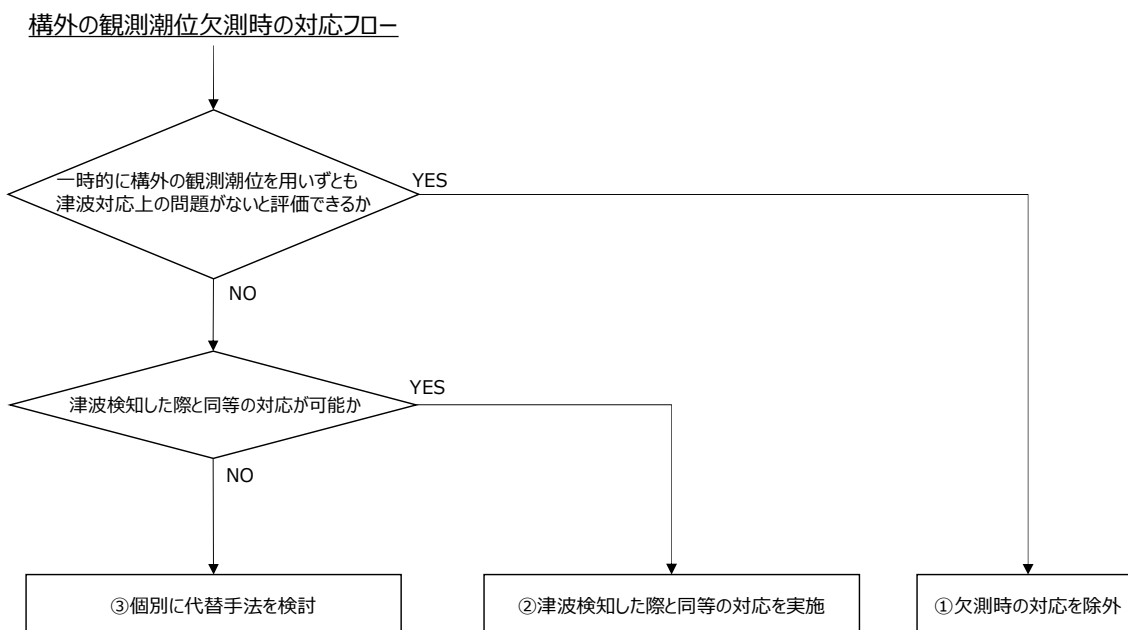 構外の観測潮位欠測時の対応フロー
一時的に構外の観測潮位を用いずとも
津波対応上の問題がないと評価できるか
YES
NO
津波検知した際と同等の対応が可能か
YES
NO
③個別に代替手法を検討
②津波検知した際と同等の対応を実施
①欠測時の対応を除外